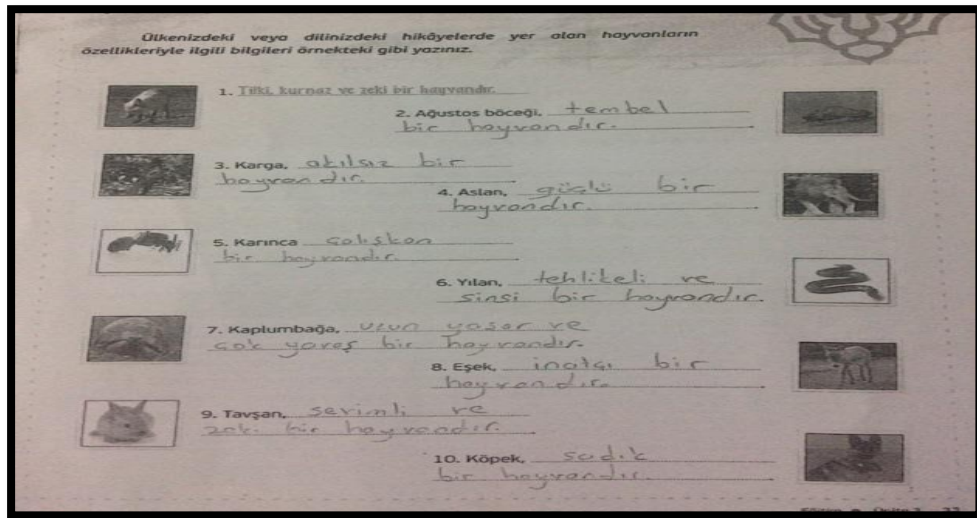 Ülkenizdeki veya dilinizdeki hikâyelerde yer alan hayvanların
özellikleriyle ilgili bilgileri örnekteki gibi yazınız.
1. Tilki, kurnaz ve zeki bir hayvandır.
2. Ağustos böceği, tembel
bir hayvandır.
3. Karga, akılsız bir
hayvandır.
4. Aslan, güçlü bir
hayvandır.
5. Karınca çalışkan
bir hayvandır.
6. Yılan, tehlikeli ve
sinsi bir hayvandır.
7. Kaplumbağa, uzun yaşar ve
çok yavaş bir hayvandır.
8. Eşek, inatçı bir
hayvandır.
9. Tavşan, sevimli ve
zeki bir hayvandır.
10. Köpek, sadık
bir hayvandır.